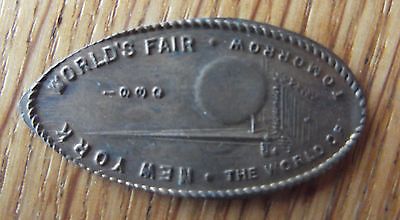 NEW YORK WORLD'S FAIR •
THE WORLD OF TOMORROW •